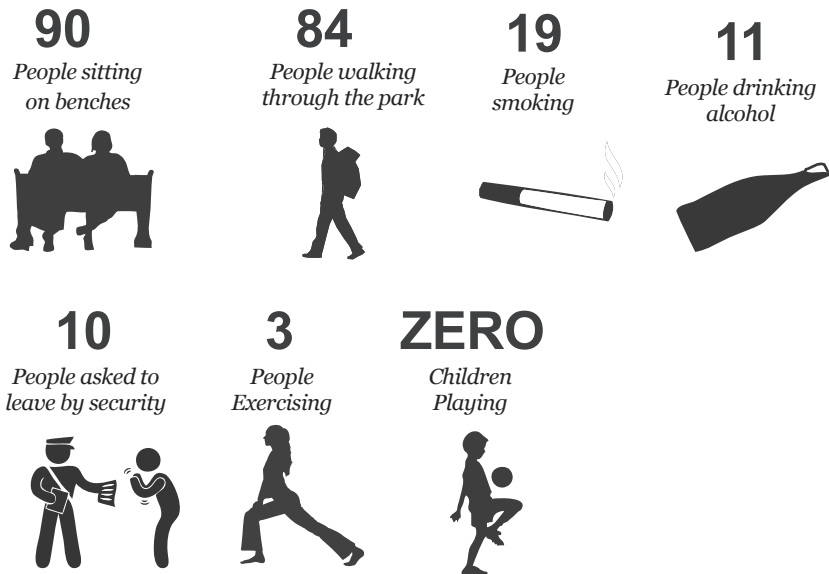 90
People sitting
on benches
84
People walking
through the park
19
People
smoking
11
People drinking
alcohol
10
People asked to
leave by security
3
People
Exercising
ZERO
Children
Playing